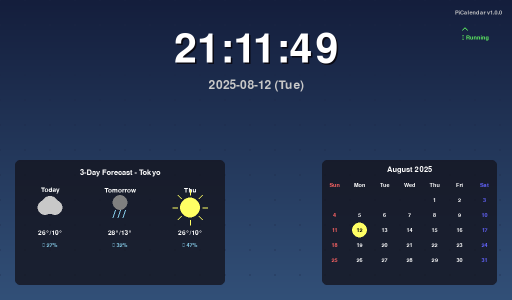 PiCalendar v1.0.0
Running
21:11:49
2025-08-12 (Tue)
3-Day Forecast - Tokyo
Today Tomorrow Thu
26°/10° 26°/13° 26°/10°
27% 32% 47%
August 2025
Sun Mon Tue Wed Thu Fri Sat
1 2 3
4 5 6 7 8 9 10
11 12 13 14 15 16 17
18 19 20 21 22 23 24
25 26 27 28 29 30 31